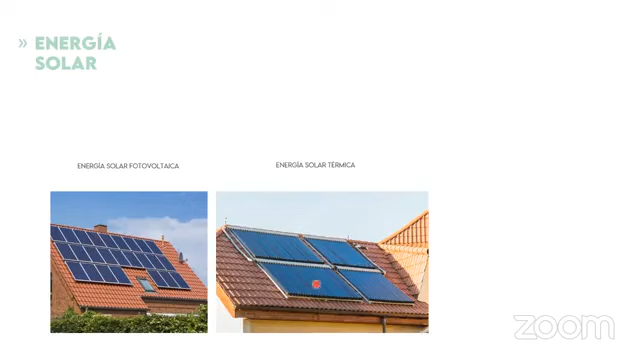 » ENERGÍA
SOLAR
ENERGÍA SOLAR FOTOVOLTAICA
ENERGÍA SOLAR TÉRMICA
zoom